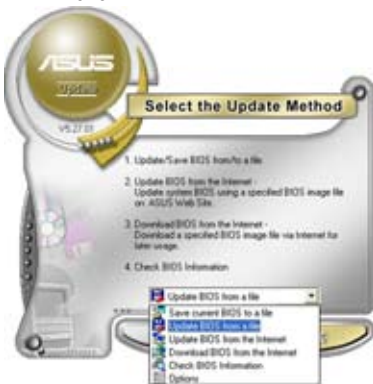 ASUS
Update
V5.27.01
Select the Update Method
1. Update/Save BIOS from/to a file
2. Update BIOS from the Internet -
Update system BIOS using a specified BIOS image file
on ASUS Web Site.
3. Download BIOS from the Internet -
Download a specified BIOS image file via Internet for
later usage.
4. Check BIOS Information
Update BIOS from a file
Save current BIOS to a file
Update BIOS from a file
Update BIOS from the Internet
Download BIOS from the Internet
Check BIOS Information
Options